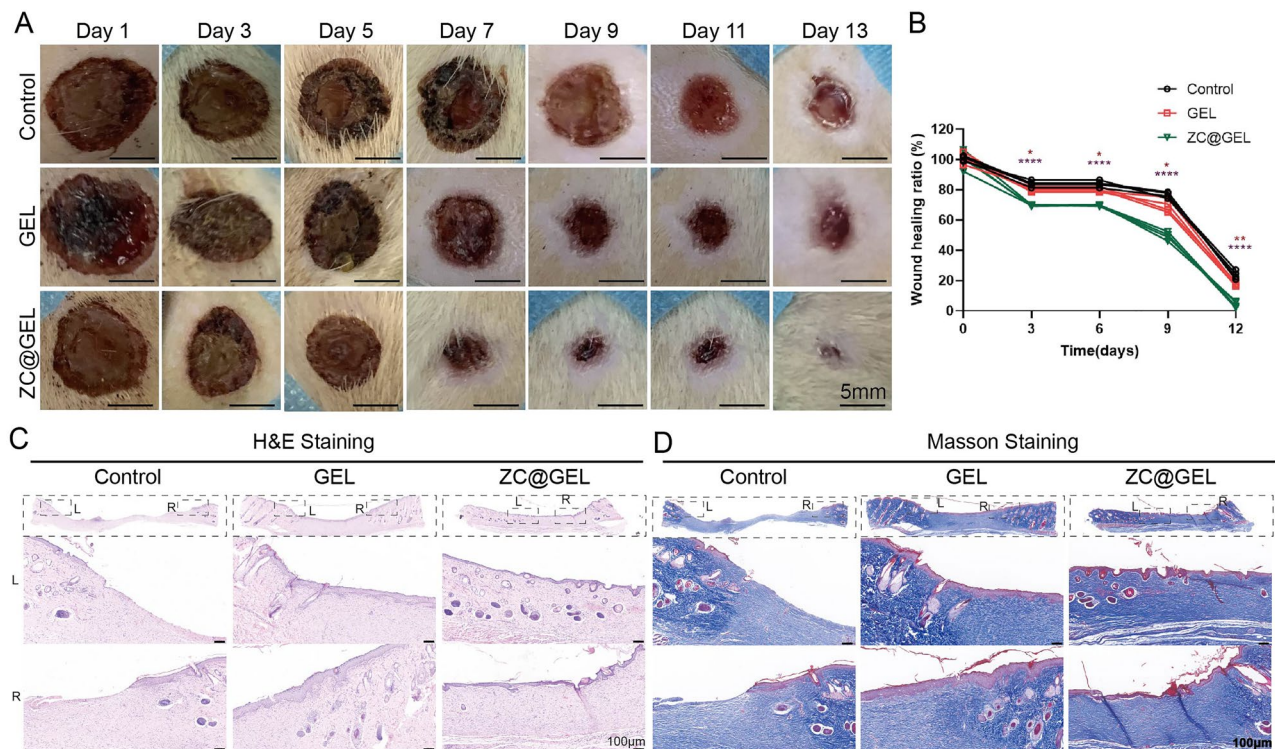 A
Day 1 Day 3 Day 5 Day 7 Day 9 Day 11 Day 13
Control
GEL
ZC@GEL
5mm
B
Control
GEL
ZC@GEL
Wound healing ratio (%)
120
100
80
60
40
20
0
* * * **
**** **** **** ****
0 3 6 9 12
Time(days)
C
H&E Staining
Control GEL ZC@GEL
L R L R L R
L
R
100μm
D
Masson Staining
Control GEL ZC@GEL
L R L R L R
100μm